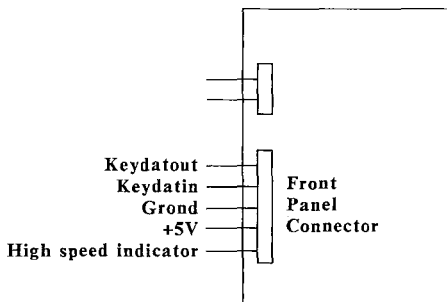 Keydatout
Keydatin
Grond
+5V
High speed indicator
Front
Panel
Connector